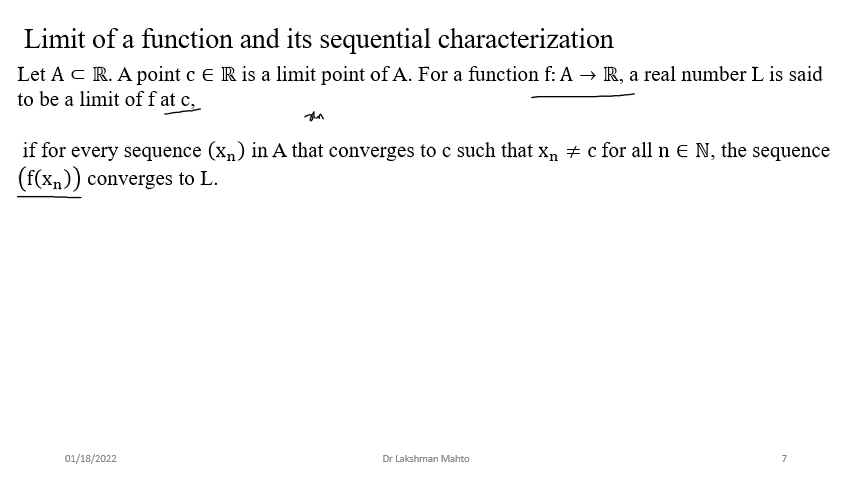 Limit of a function and its sequential characterization
Let A ⊂ ℝ. A point c ∈ ℝ is a limit point of A. For a function f: A → ℝ, a real number L is said
to be a limit of f at c,
if for every sequence (xₙ) in A that converges to c such that xₙ ≠ c for all n ∈ ℕ, the sequence
(f(xₙ)) converges to L.
01/18/2022 Dr Lakshman Mahto 7